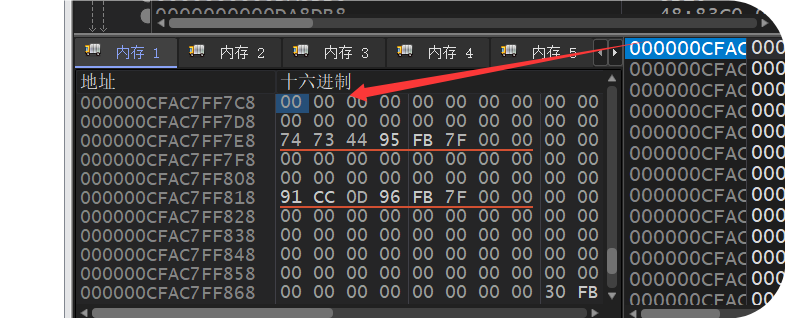 0000000000DA8DB8
48:83C0
内存 1 内存 2 内存 3 内存 4 内存 5
地址 十六进制
000000CFAC7FF7C8 00 00 00 00 00 00 00 00 00 00
000000CFAC7FF7D8 00 00 00 00 00 00 00 00 00 00
000000CFAC7FF7E8 74 73 44 95 FB 7F 00 00 00 00
000000CFAC7FF7F8 00 00 00 00 00 00 00 00 00 00
000000CFAC7FF808 00 00 00 00 00 00 00 00 00 00
000000CFAC7FF818 91 CC 0D 96 FB 7F 00 00 00 00
000000CFAC7FF828 00 00 00 00 00 00 00 00 00 00
000000CFAC7FF838 00 00 00 00 00 00 00 00 00 00
000000CFAC7FF848 00 00 00 00 00 00 00 00 00 00
000000CFAC7FF858 00 00 00 00 00 00 00 00 00 00
000000CFAC7FF868 00 00 00 00 00 00 00 00 30 FB
000000CFAC 000
000000CFAC 000
000000CFAC 000
000000CFAC 000
000000CFAC 000
000000CFAC 000
000000CFAC 000
000000CFAC 000
000000CFAC 000
000000CFAC 000
000000CFAC 000
000000CFAC 000
000000CFAC 000